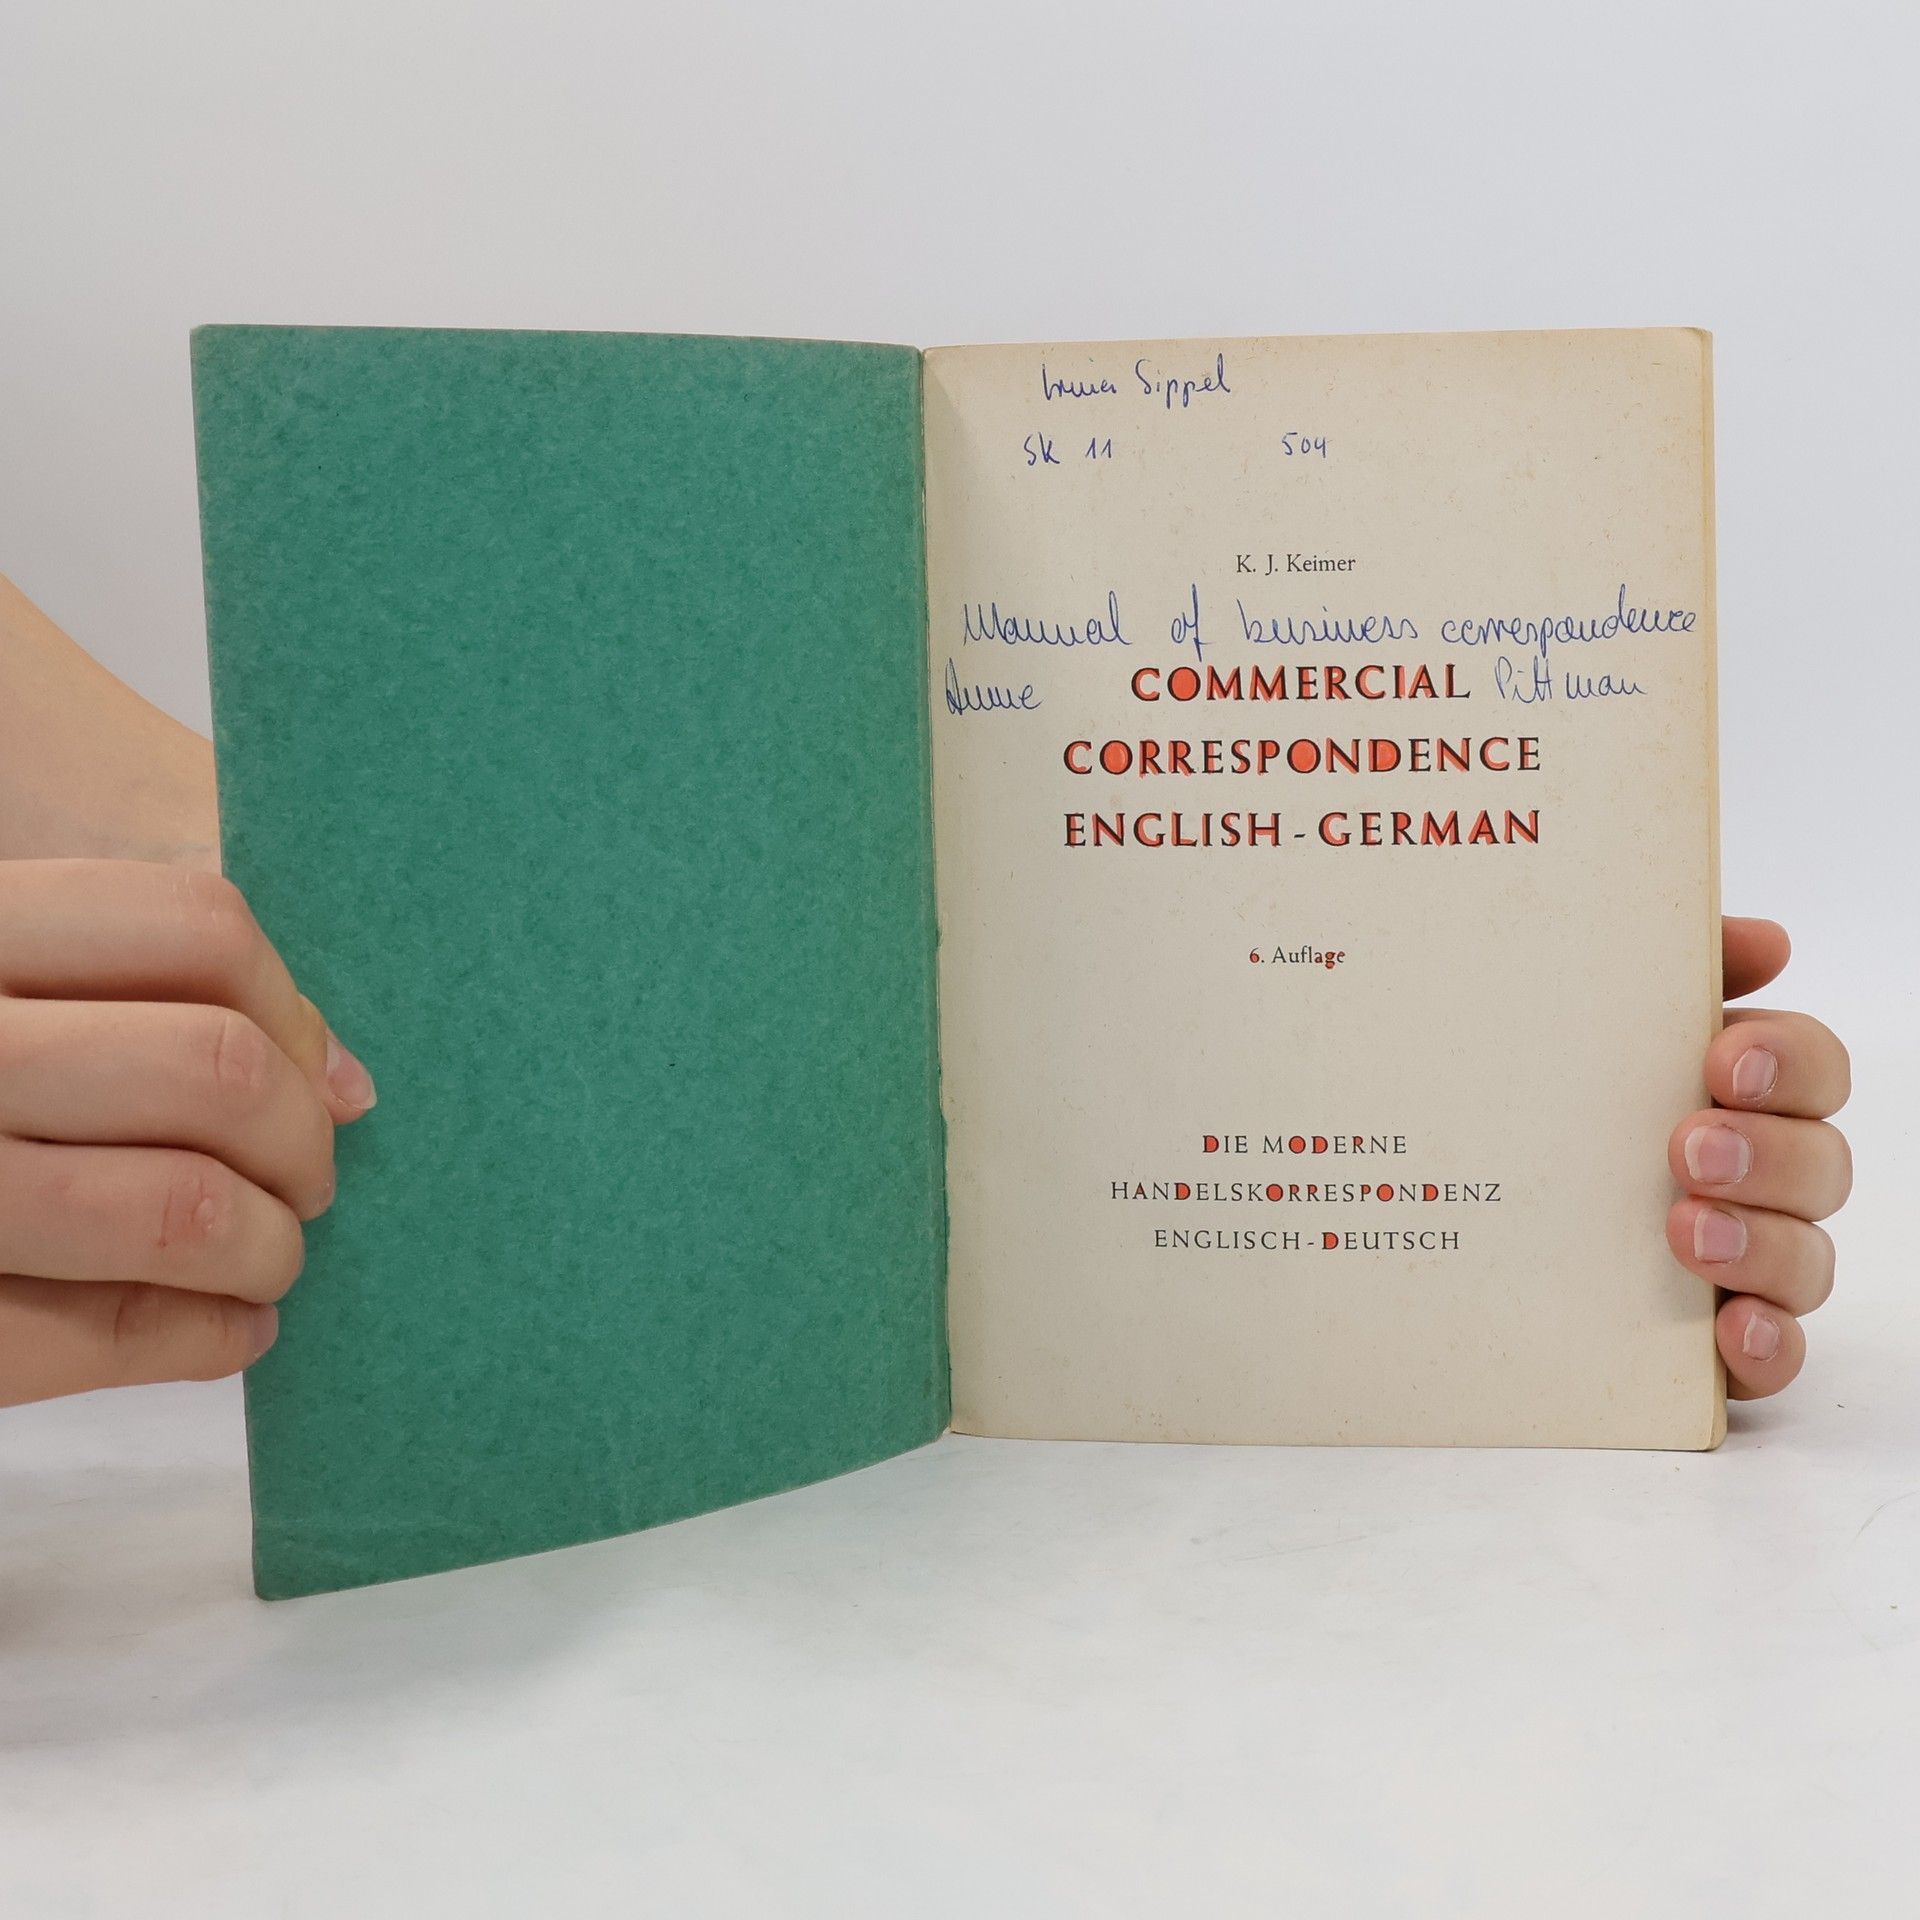 Sippel
SK 11 504
K. J. Keimer
Manual of business correspondence
Anne Pittman
COMMERCIAL
CORRESPONDENCE
ENGLISH - GERMAN
6. Auflage
DIE MODERNE
HANDELSKORRESPONDENZ
ENGLISCH - DEUTSCH